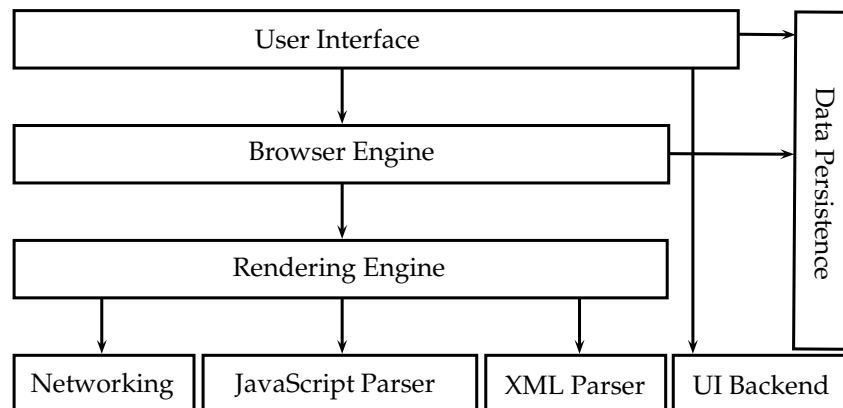 User Interface
Data Persistence
Browser Engine
Rendering Engine
Networking
JavaScript Parser
XML Parser
UI Backend